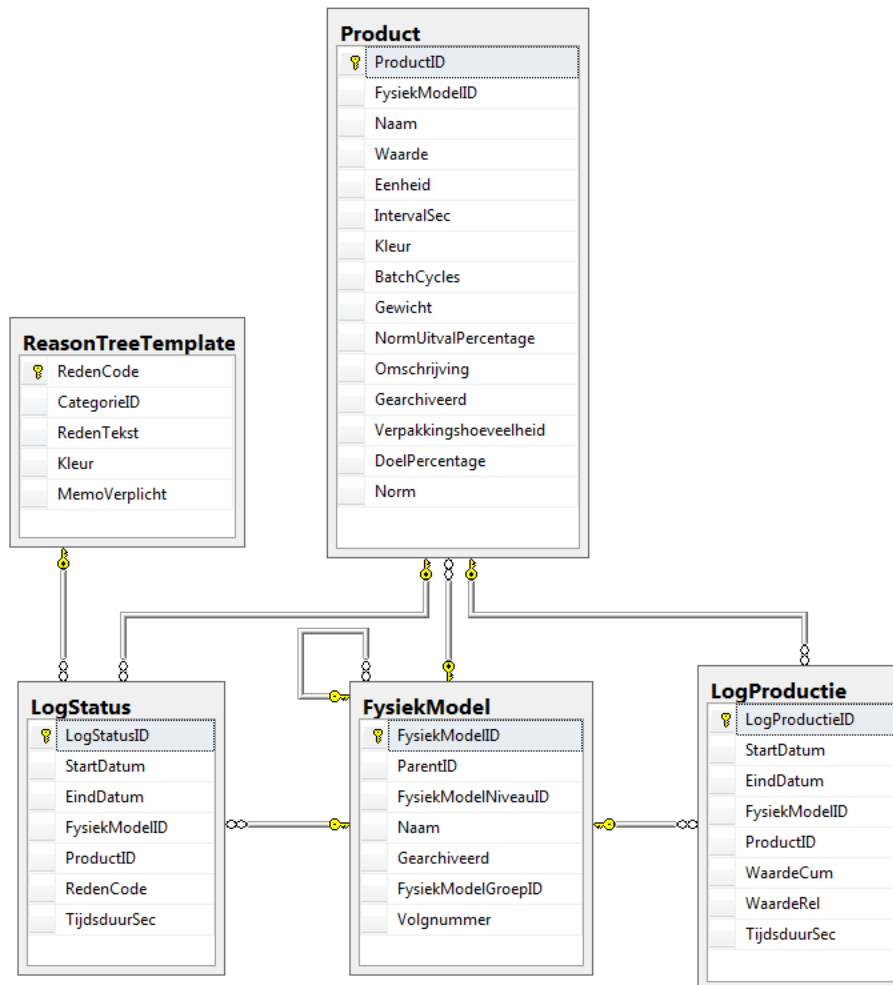 Product
ProductID
FysiekModelID
Naam
Waarde
Eenheid
IntervalSec
Kleur
BatchCycles
Gewicht
NormUitvalPercentage
Omschrijving
Gearchiveerd
Verpakkingshoeveelheid
DoelPercentage
Norm
ReasonTreeTemplate
RedenCode
CategorieID
RedenTekst
Kleur
MemoVerplicht
LogStatus
LogStatusID
StartDatum
EindDatum
FysiekModelID
ProductID
RedenCode
TijdsduurSec
FysiekModel
FysiekModelID
ParentID
FysiekModelNiveauID
Naam
Gearchiveerd
FysiekModelGroepID
Volgnummer
LogProductie
LogProductieID
StartDatum
EindDatum
FysiekModelID
ProductID
WaardeCum
WaardeRel
TijdsduurSec